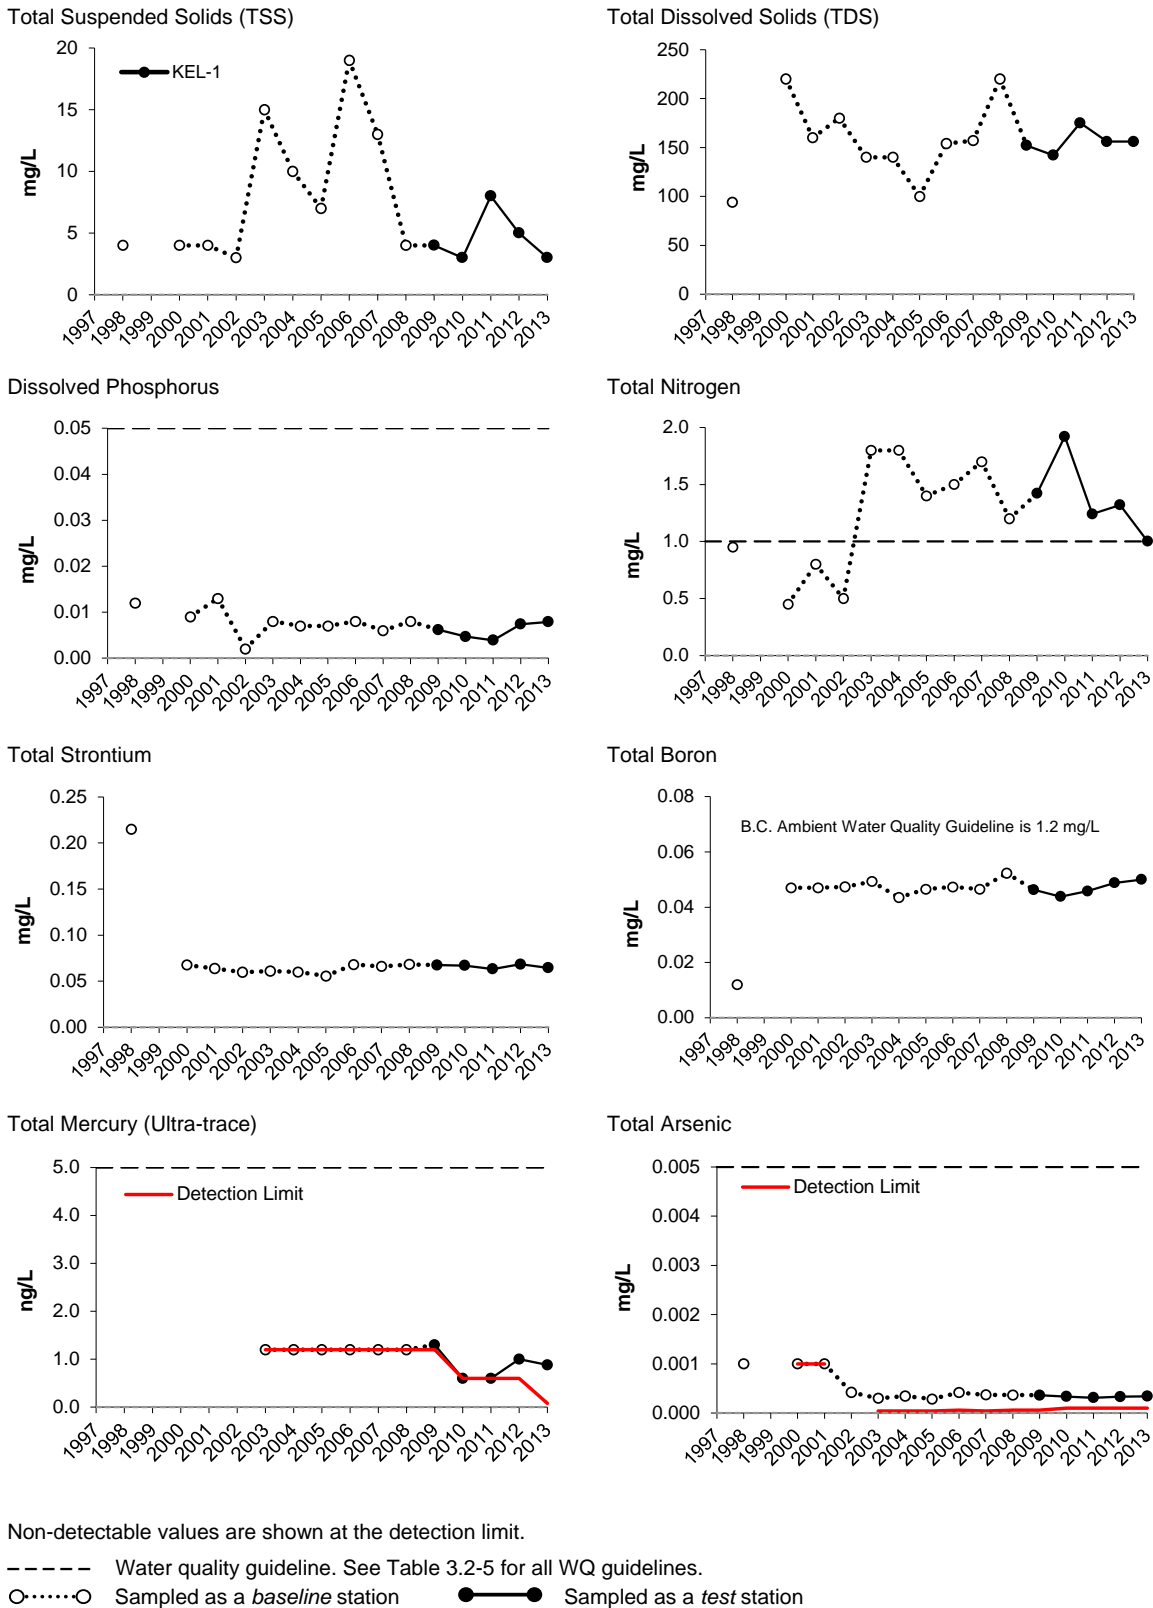 Total Suspended Solids (TSS)
20
15
10
5
0
mg/L
KEL-1
1997 1998 1999 2000 2001 2002 2003 2004 2005 2006 2007 2008 2009 2010 2011 2012 2013
Total Dissolved Solids (TDS)
250
200
150
100
50
0
mg/L
1997 1998 1999 2000 2001 2002 2003 2004 2005 2006 2007 2008 2009 2010 2011 2012 2013
Dissolved Phosphorus
0.05
0.04
0.03
0.02
0.01
0.00
mg/L
1997 1998 1999 2000 2001 2002 2003 2004 2005 2006 2007 2008 2009 2010 2011 2012 2013
Total Nitrogen
2.0
1.5
1.0
0.5
0.0
mg/L
1997 1998 1999 2000 2001 2002 2003 2004 2005 2006 2007 2008 2009 2010 2011 2012 2013
Total Strontium
0.25
0.20
0.15
0.10
0.05
0.00
mg/L
1997 1998 1999 2000 2001 2002 2003 2004 2005 2006 2007 2008 2009 2010 2011 2012 2013
Total Boron
0.08
0.06
0.04
0.02
0.00
mg/L
B.C. Ambient Water Quality Guideline is 1.2 mg/L
1997 1998 1999 2000 2001 2002 2003 2004 2005 2006 2007 2008 2009 2010 2011 2012 2013
Total Mercury (Ultra-trace)
5.0
4.0
3.0
2.0
1.0
0.0
ng/L
Detection Limit
1997 1998 1999 2000 2001 2002 2003 2004 2005 2006 2007 2008 2009 2010 2011 2012 2013
Total Arsenic
0.005
0.004
0.003
0.002
0.001
0.000
mg/L
Detection Limit
1997 1998 1999 2000 2001 2002 2003 2004 2005 2006 2007 2008 2009 2010 2011 2012 2013
Non-detectable values are shown at the detection limit.
Water quality guideline. See Table 3.2-5 for all WQ guidelines.
Sampled as a baseline station
Sampled as a test station